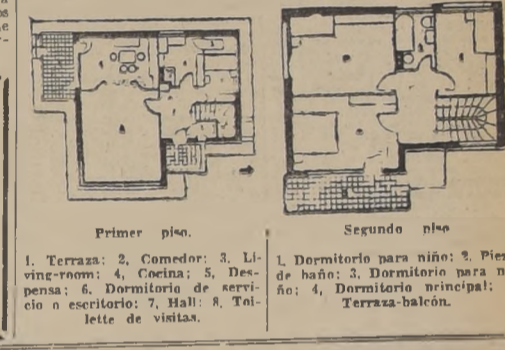 Primer piso.
1. Terraza; 2, Comedor; 3. Li-
ving-room; 4, Cocina; 5, Des-
pensa; 6. Dormitorio de servi-
cio o escritorio; 7, Hall; 8, Toi-
lette de visitas.
Segundo piso
1, Dormitorio para niño; 2, Piez
de baño; 3, Dormitorio para n
ño; 4, Dormitorio principal;
Terraza-balcón.